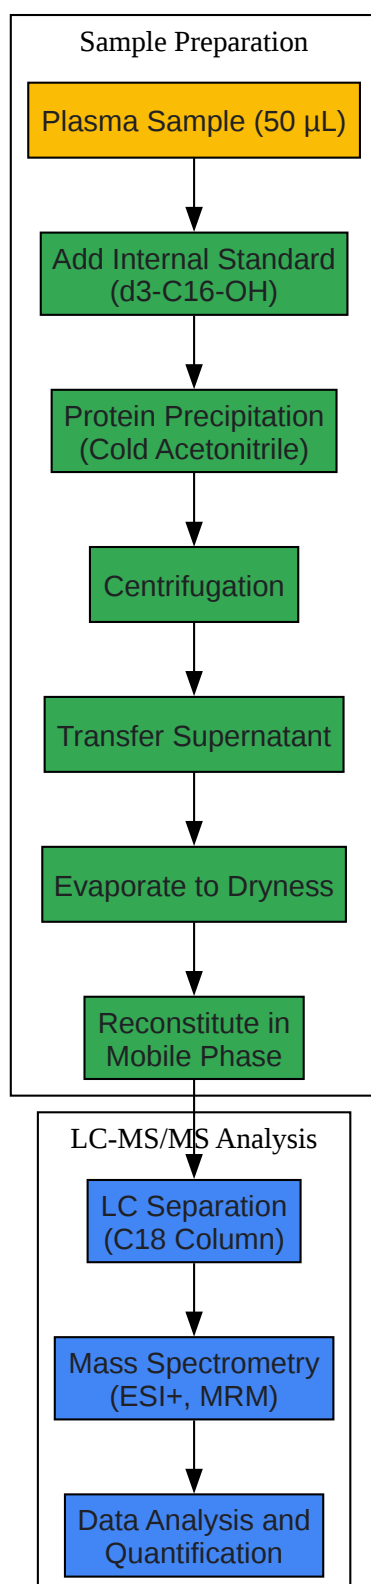 Sample Preparation
Plasma Sample (50 µL)
Add Internal Standard
(d3-C16-OH)
Protein Precipitation
(Cold Acetonitrile)
Centrifugation
Transfer Supernatant
Evaporate to Dryness
Reconstitute in
Mobile Phase
LC-MS/MS Analysis
LC Separation
(C18 Column)
Mass Spectrometry
(ESI+, MRM)
Data Analysis and
Quantification